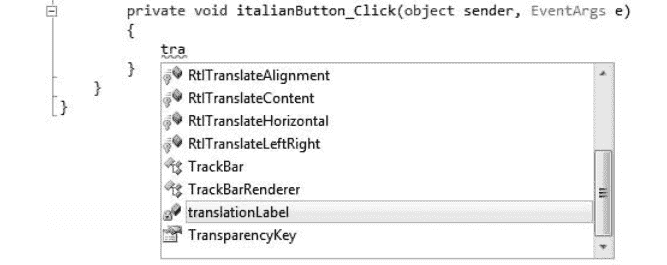 private void italianButton_Click(object sender, EventArgs e)
{
tra
}
}
}
RtlTranslateAlignment
RtlTranslateContent
RtlTranslateHorizontal
RtlTranslateLeftRight
TrackBar
TrackBarRenderer
translationLabel
TransparencyKey